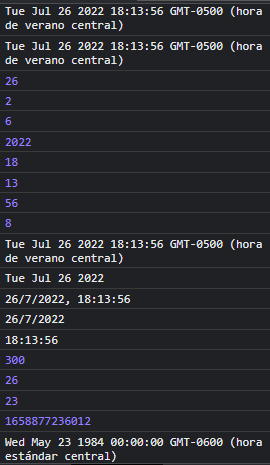 Tue Jul 26 2022 18:13:56 GMT-0500 (hora
de verano central)
Tue Jul 26 2022 18:13:56 GMT-0500 (hora
de verano central)
26
2
6
2022
18
13
56
8
Tue Jul 26 2022 18:13:56 GMT-0500 (hora
de verano central)
Tue Jul 26 2022
26/7/2022, 18:13:56
26/7/2022
18:13:56
300
26
23
1658877236012
Wed May 23 1984 00:00:00 GMT-0600 (hora
estándar central)